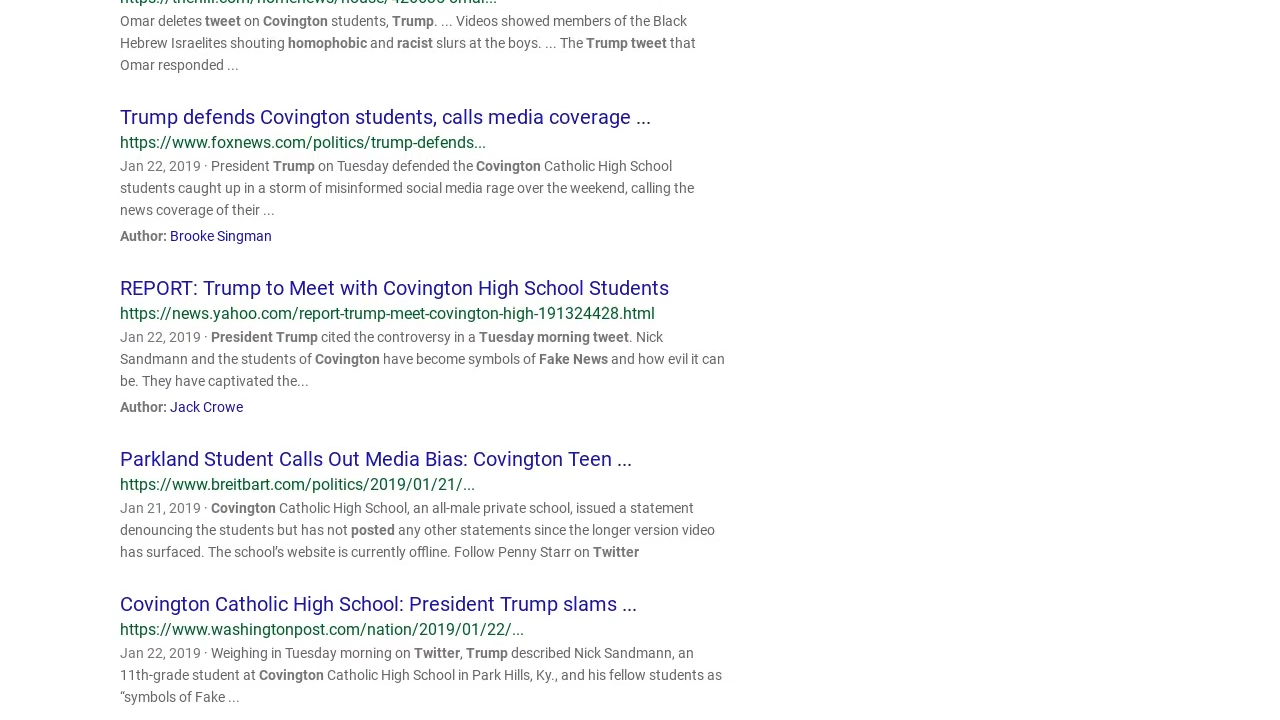 Omar deletes tweet on Covington students, Trump. ... Videos showed members of the Black
Hebrew Israelites shouting homophobic and racist slurs at the boys. ... The Trump tweet that
Omar responded ...
Trump defends Covington students, calls media coverage ...
https://www.foxnews.com/politics/trump-defends...
Jan 22, 2019 · President Trump on Tuesday defended the Covington Catholic High School
students caught up in a storm of misinformed social media rage over the weekend, calling the
news coverage of their ...
Author: Brooke Singman
REPORT: Trump to Meet with Covington High School Students
https://news.yahoo.com/report-trump-meet-covington-high-191324428.html
Jan 22, 2019 · President Trump cited the controversy in a Tuesday morning tweet. Nick
Sandmann and the students of Covington have become symbols of Fake News and how evil it can
be. They have captivated the...
Author: Jack Crowe
Parkland Student Calls Out Media Bias: Covington Teen ...
https://www.breitbart.com/politics/2019/01/21/...
Jan 21, 2019 · Covington Catholic High School, an all-male private school, issued a statement
denouncing the students but has not posted any other statements since the longer version video
has surfaced. The school’s website is currently offline. Follow Penny Starr on Twitter
Covington Catholic High School: President Trump slams ...
https://www.washingtonpost.com/nation/2019/01/22/...
Jan 22, 2019 · Weighing in Tuesday morning on Twitter, Trump described Nick Sandmann, an
11th-grade student at Covington Catholic High School in Park Hills, Ky., and his fellow students as
“symbols of Fake ...